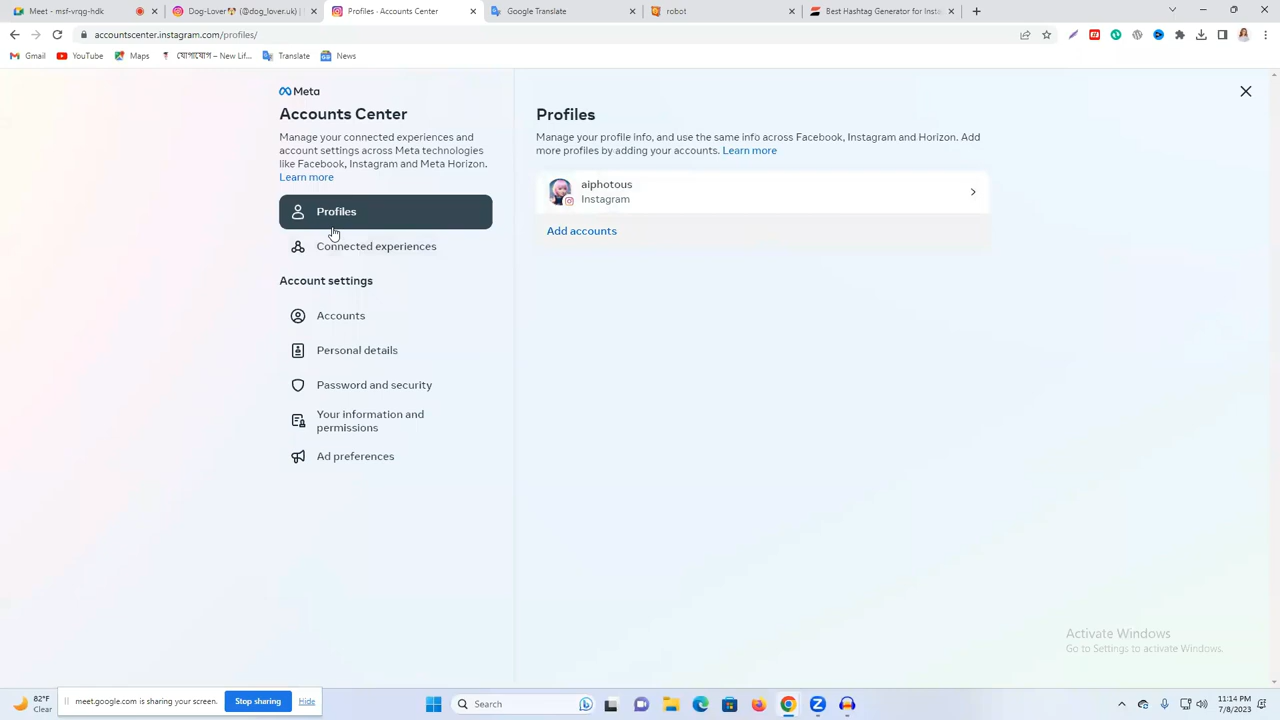 Meet - msf-vrqq-hdk
Dog-Lover🐶 (@dog_lover.uk) |
Profiles · Accounts Center
Google Translate
robot
Best Hashtag Generator for Insta
accountscenter.instagram.com/profiles/
Gmail
YouTube
Maps
যোগাযোগ – New Lif...
Translate
News
Meta
Accounts Center
Manage your connected experiences and
account settings across Meta technologies
like Facebook, Instagram and Meta Horizon.
Learn more
Profiles
Connected experiences
Account settings
Accounts
Personal details
Password and security
Your information and
permissions
Ad preferences
Profiles
Manage your profile info, and use the same info across Facebook, Instagram and Horizon. Add
more profiles by adding your accounts. Learn more
aiphotous
Instagram
Add accounts
Activate Windows
Go to Settings to activate Windows.
82°F
Clear
meet.google.com is sharing your screen.
Stop sharing
Hide
Search
11:14 PM
7/8/2023